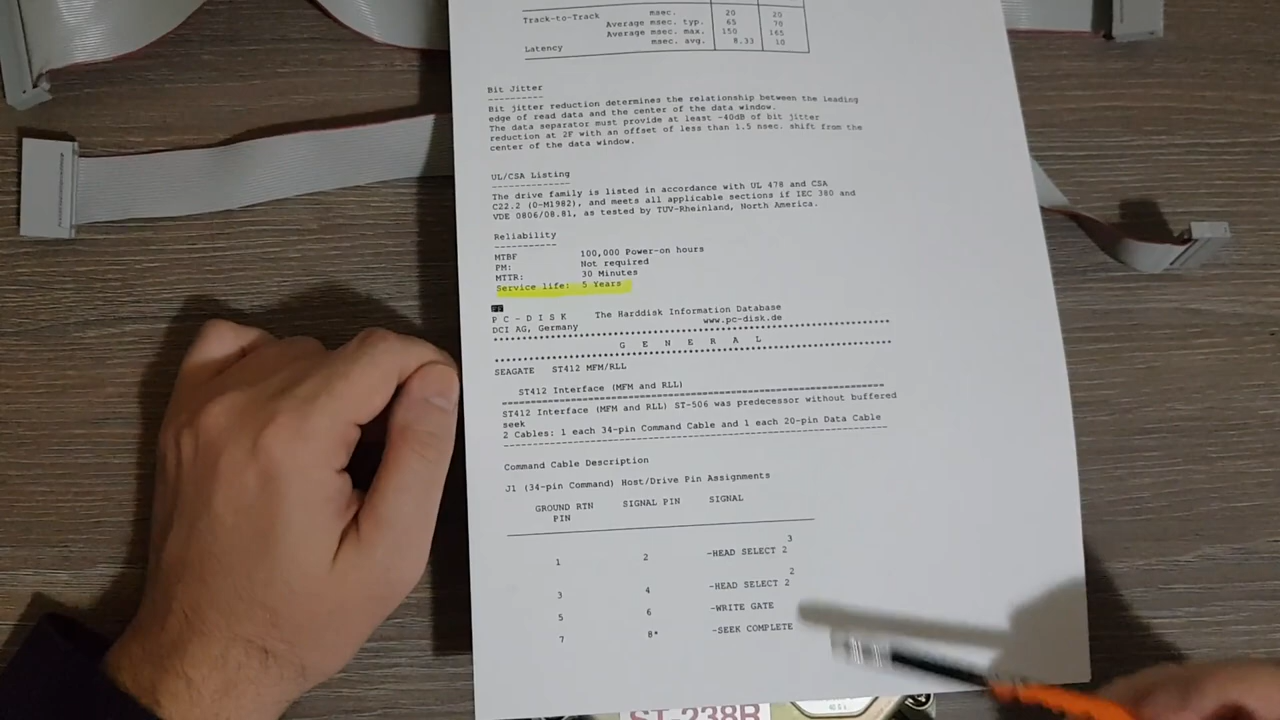 Track-to-Track msec. 20 20
Average msec. typ. 65 70
Average msec. max. 150 165
Latency msec. avg. 8.33 10
Bit Jitter
----------
Bit jitter reduction determines the relationship between the leading
edge of read data and the center of the data window.
The data separator must provide at least -40dB of bit jitter
reduction at 2F with an offset of less than 1.5 nsec. shift from the
center of the data window.
UL/CSA Listing
--------------
The drive family is listed in accordance with UL 478 and CSA
C22.2 (0-M1982), and meets all applicable sections if IEC 380 and
VDE 0806/08.81, as tested by TUV-Rheinland, North America.
Reliability
-----------
MTBF 100,000 Power-on hours
PM: Not required
MTTR: 30 Minutes
Service life: 5 Years
FF
P C - D I S K The Harddisk Information Database
DCI AG, Germany www.pc-disk.de
G E N E R A L
SEAGATE ST412 MFM/RLL
ST412 Interface (MFM and RLL)
ST412 Interface (MFM and RLL) ST-506 was predecessor without buffered
seek
2 Cables: 1 each 34-pin Command Cable and 1 each 20-pin Data Cable
Command Cable Description
J1 (34-pin Command) Host/Drive Pin Assignments
GROUND RTN SIGNAL PIN SIGNAL
PIN
3
1 2 -HEAD SELECT 2
2
3 4 -HEAD SELECT 2
5 6 -WRITE GATE
7 8* -SEEK COMPLETE
ST-238R